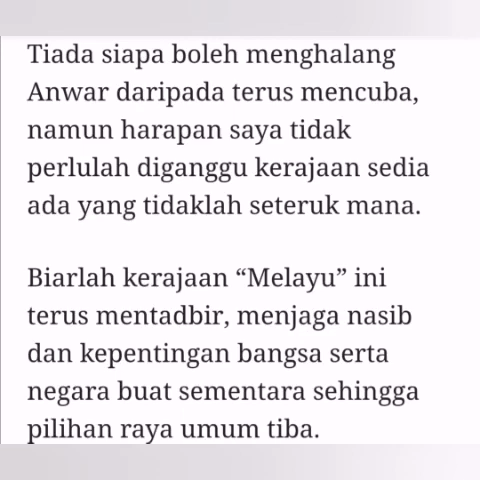 Tiada siapa boleh menghalang
Anwar daripada terus mencuba,
namun harapan saya tidak
perlulah diganggu kerajaan sedia
ada yang tidaklah seteruk mana.
Biarlah kerajaan “Melayu” ini
terus mentadbir, menjaga nasib
dan kepentingan bangsa serta
negara buat sementara sehingga
pilihan raya umum tiba.